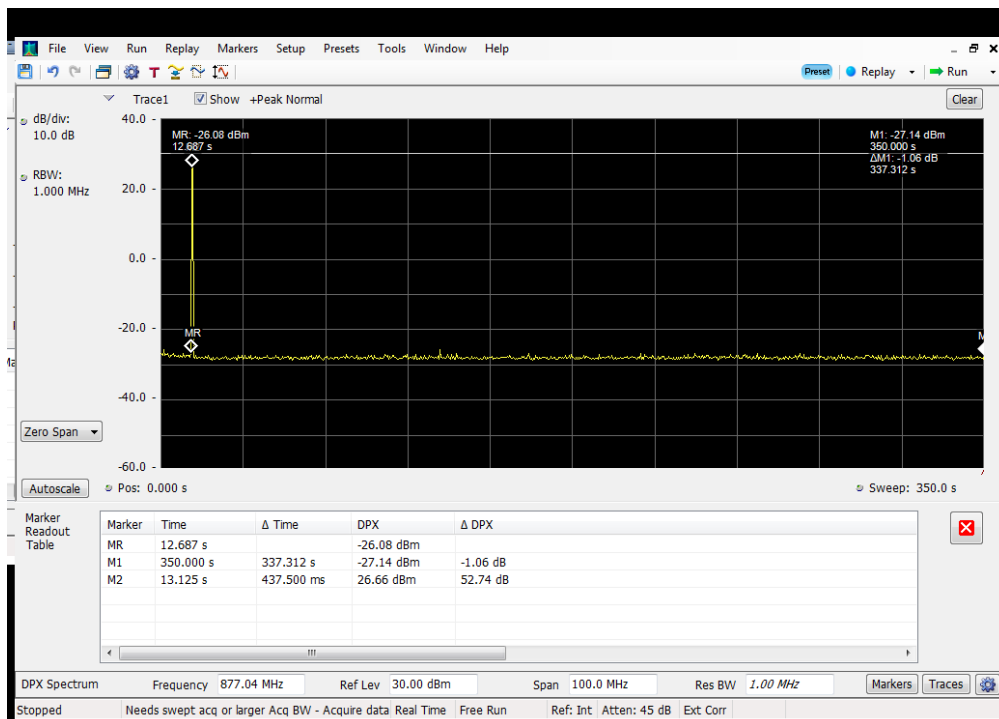 File View Run Replay Markers Setup Presets Tools Window Help
T Preset Replay Run
Trace1 Show +Peak Normal Clear
dB/div:
10.0 dB
RBW:
1.000 MHz
40.0
20.0
0.0
-20.0
-40.0
-60.0
MR: -26.08 dBm
12.687 s
M1: -27.14 dBm
350.000 s
ΔM1: -1.06 dB
337.312 s
MR
Zero Span
Autoscale Pos: 0.000 s Sweep: 350.0 s
Marker
Readout
Table
Marker Time Δ Time DPX Δ DPX
MR 12.687 s -26.08 dBm
M1 350.000 s 337.312 s -27.14 dBm -1.06 dB
M2 13.125 s 437.500 ms 26.66 dBm 52.74 dB
DPX Spectrum Frequency 877.04 MHz Ref Lev 30.00 dBm Span 100.0 MHz Res BW 1.00 MHz Markers Traces
Stopped Needs swept acq or larger Acq BW - Acquire data Real Time Free Run Ref: Int Atten: 45 dB Ext Corr